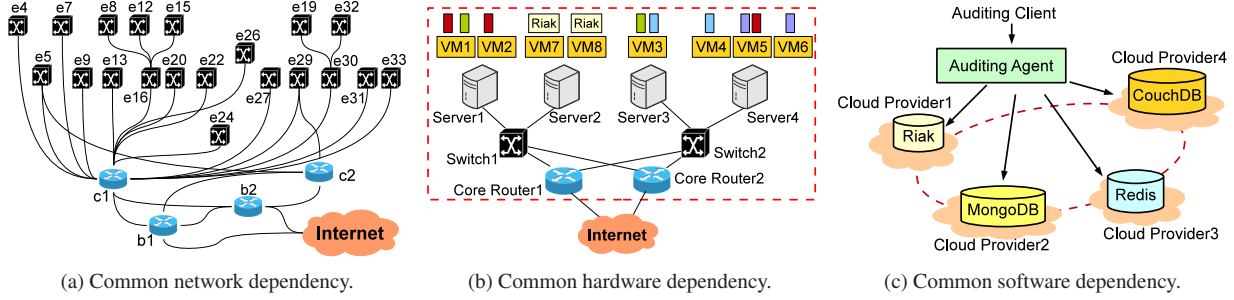 e4 e7 e8 e12 e15 e19 e32
e26
e5 e9 e13 e20 e22 e29 e30 e33
e16 e27 e31
e24
c1 c2
b2
b1
Internet
(a) Common network dependency.
Riak Riak
VM1 VM2 VM7 VM8 VM3 VM4 VM5 VM6
Server1 Server2 Server3 Server4
Switch1 Switch2
Core Router1 Core Router2
Internet
(b) Common hardware dependency.
Auditing Client
Auditing Agent
Cloud Provider4
CouchDB
Cloud Provider1
Riak
Redis
MongoDB
Cloud Provider3
Cloud Provider2
(c) Common software dependency.